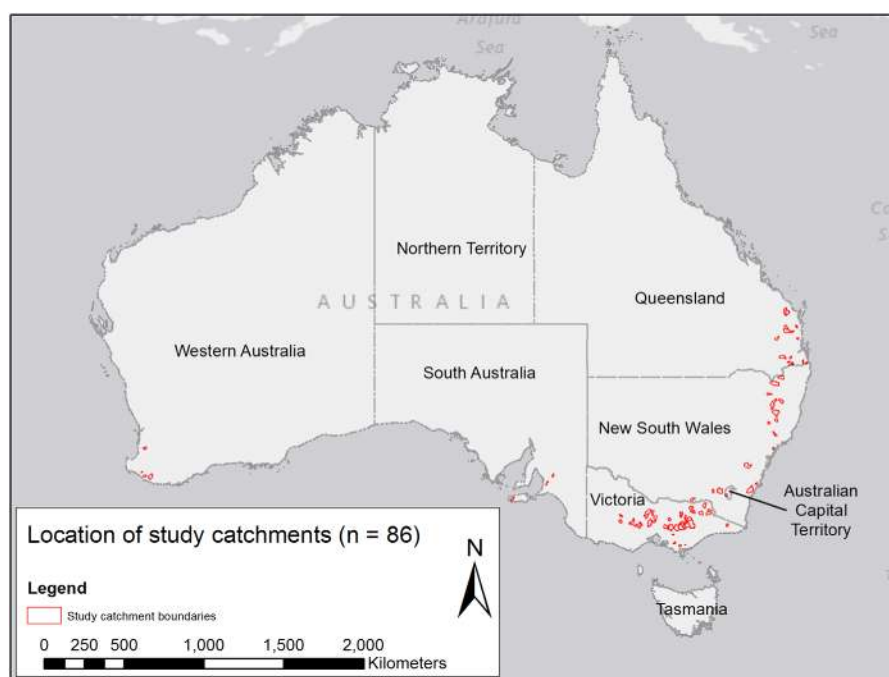 Arafura
Sea
Sea
Northern Territory
AUSTRALIA
Queensland
Western Australia
South Australia
New South Wales
Victoria
Australian
Capital
Territory
Tasmania
Location of study catchments (n = 86)
N
Legend
Study catchment boundaries
0 250 500 1,000 1,500 2,000
Kilometers